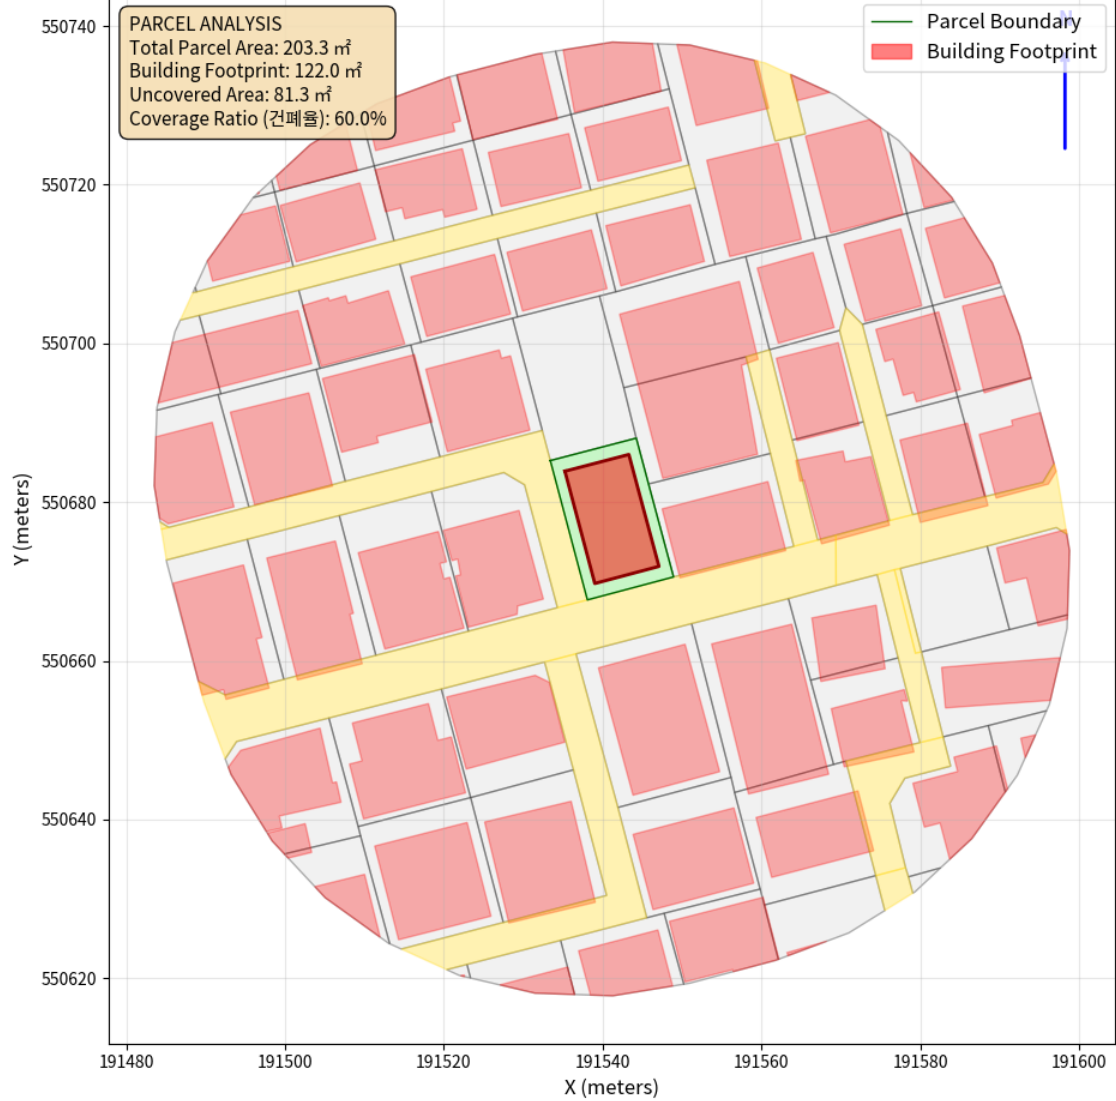 PARCEL ANALYSIS
Total Parcel Area: 203.3 ㎡
Building Footprint: 122.0 ㎡
Uncovered Area: 81.3 ㎡
Coverage Ratio (건폐율): 60.0%
Parcel Boundary
Building Footprint
N
550740
550720
550700
550680
550660
550640
550620
Y (meters)
191480 191500 191520 191540 191560 191580 191600
X (meters)